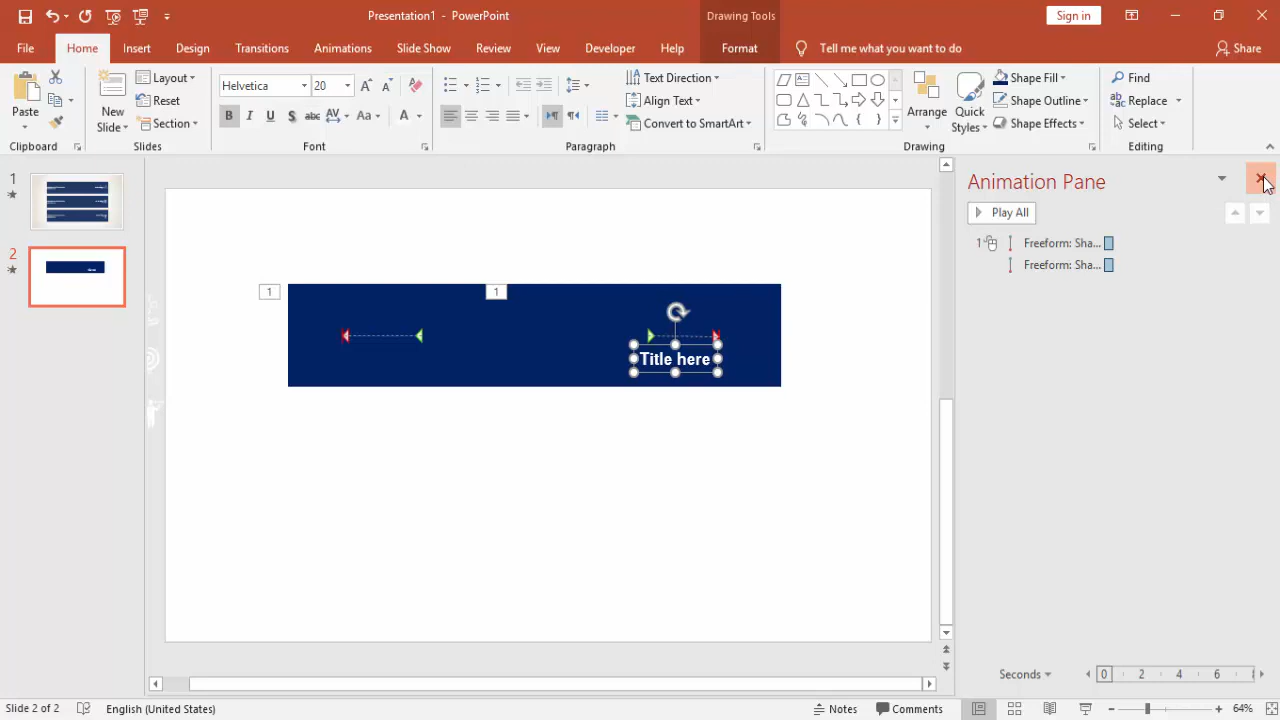 Presentation1 - PowerPoint
Drawing Tools
Sign in
File
Home
Insert
Design
Transitions
Animations
Slide Show
Review
View
Developer
Help
Format
Tell me what you want to do
Share
Paste
New
Slide
Layout
Reset
Section
Helvetica
20
A
A
B
I
U
abc
AV
Aa
A
Text Direction
Align Text
Convert to SmartArt
Arrange
Quick
Styles
Shape Fill
Shape Outline
Shape Effects
Find
Replace
Select
Clipboard
Slides
Font
Paragraph
Drawing
Editing
1
2
1
1
Title here
Animation Pane
Play All
1
Freeform: Sha...
Freeform: Sha...
Seconds
0
2
4
6
Slide 2 of 2
English (United States)
Notes
Comments
64%